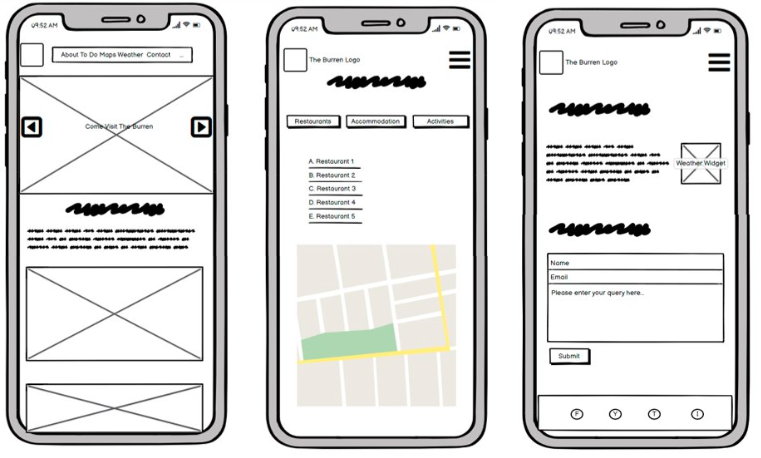 09:52 AM
About To Do Maps Weather Contact ...
Come Visit The Burren
09:52 AM
The Burren Logo
Restaurants Accommodation Activities
A. Restaurant 1
B. Restaurant 2
C. Restaurant 3
D. Restaurant 4
E. Restaurant 5
09:52 AM
The Burren Logo
Weather Widget
Name
Email
Please enter your query here..
Submit
F Y T I